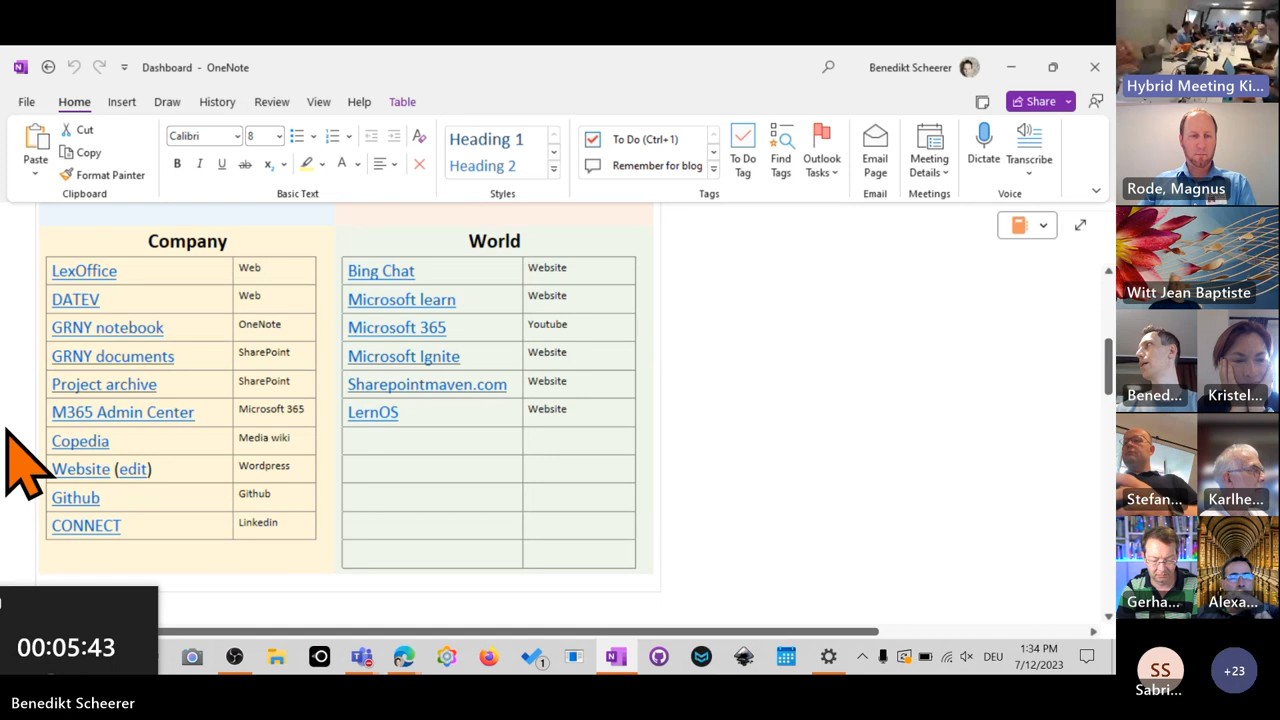 Dashboard - OneNote
Benedikt Scheerer
File Home Insert Draw History Review View Help Table
Share
Paste
Cut
Copy
Format Painter
Clipboard
Calibri 8
Basic Text
Heading 1
Heading 2
Styles
To Do (Ctrl+1)
Remember for blog
To Do Tag
Find Tags
Outlook Tasks
Tags
Email Page
Email
Meeting Details
Meetings
Dictate
Transcribe
Voice
Company
LexOffice Web
DATEV Web
GRNY notebook OneNote
GRNY documents SharePoint
Project archive SharePoint
M365 Admin Center Microsoft 365
Copedia Media wiki
Website (edit) Wordpress
Github Github
CONNECT Linkedin
World
Bing Chat Website
Microsoft learn Website
Microsoft 365 Youtube
Microsoft Ignite Website
Sharepointmaven.com Website
LernOS Website
00:05:43
1
DEU
1:34 PM
7/12/2023
Benedikt Scheerer
Hybrid Meeting Ki...
Rode, Magnus
Witt Jean Baptiste
Bened... Kristel...
Stefan... Karlhe...
Gerha... Alexa...
SS
Sabri...
+23